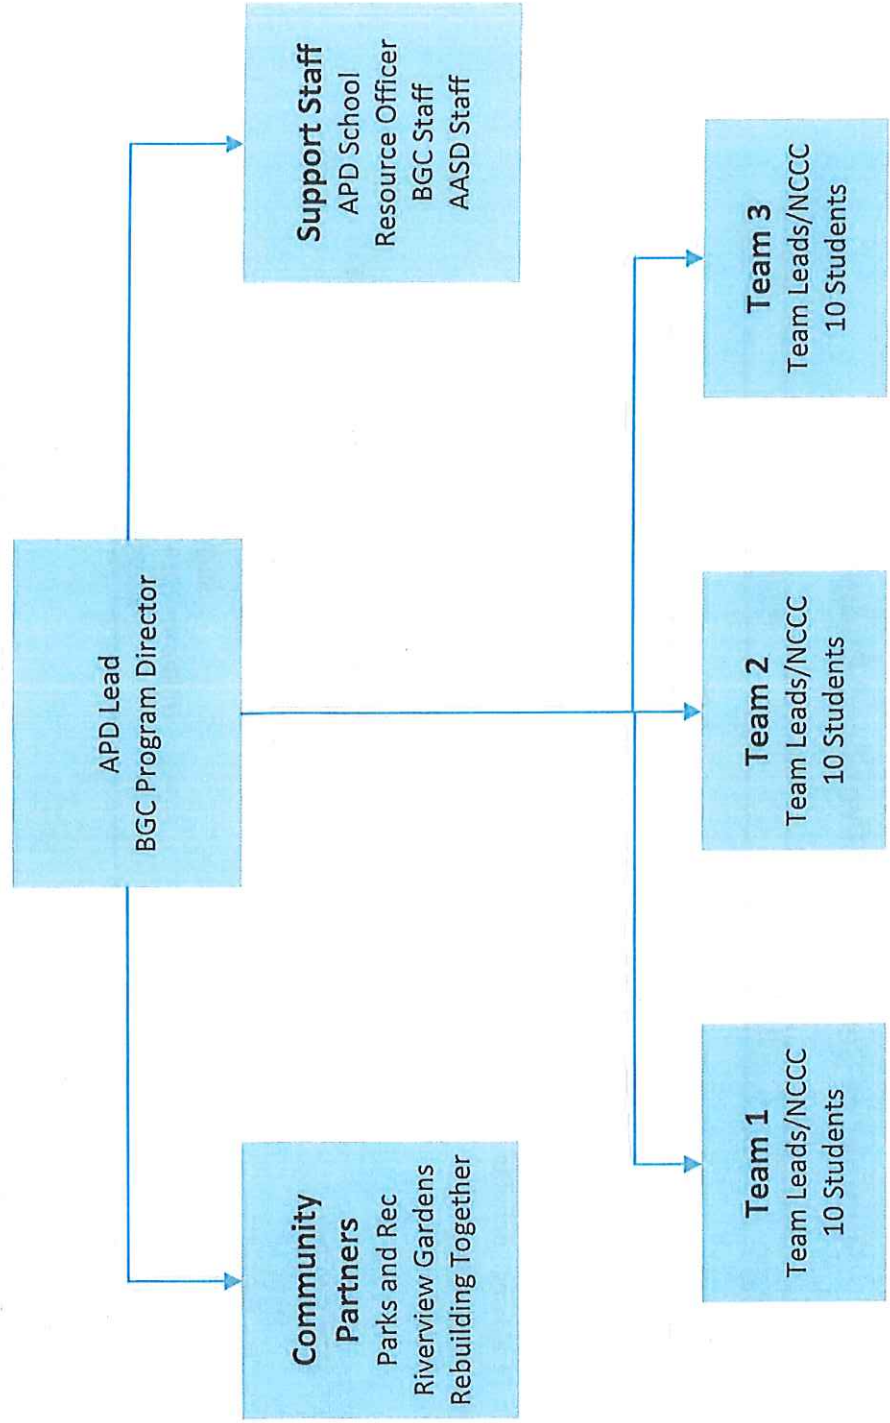 APD Lead
BGC Program Director
Community
Partners
Parks and Rec
Riverview Gardens
Rebuilding Together
Support Staff
APD School
Resource Officer
BGC Staff
AASD Staff
Team 1
Team Leads/NCCC
10 Students
Team 2
Team Leads/NCCC
10 Students
Team 3
Team Leads/NCCC
10 Students